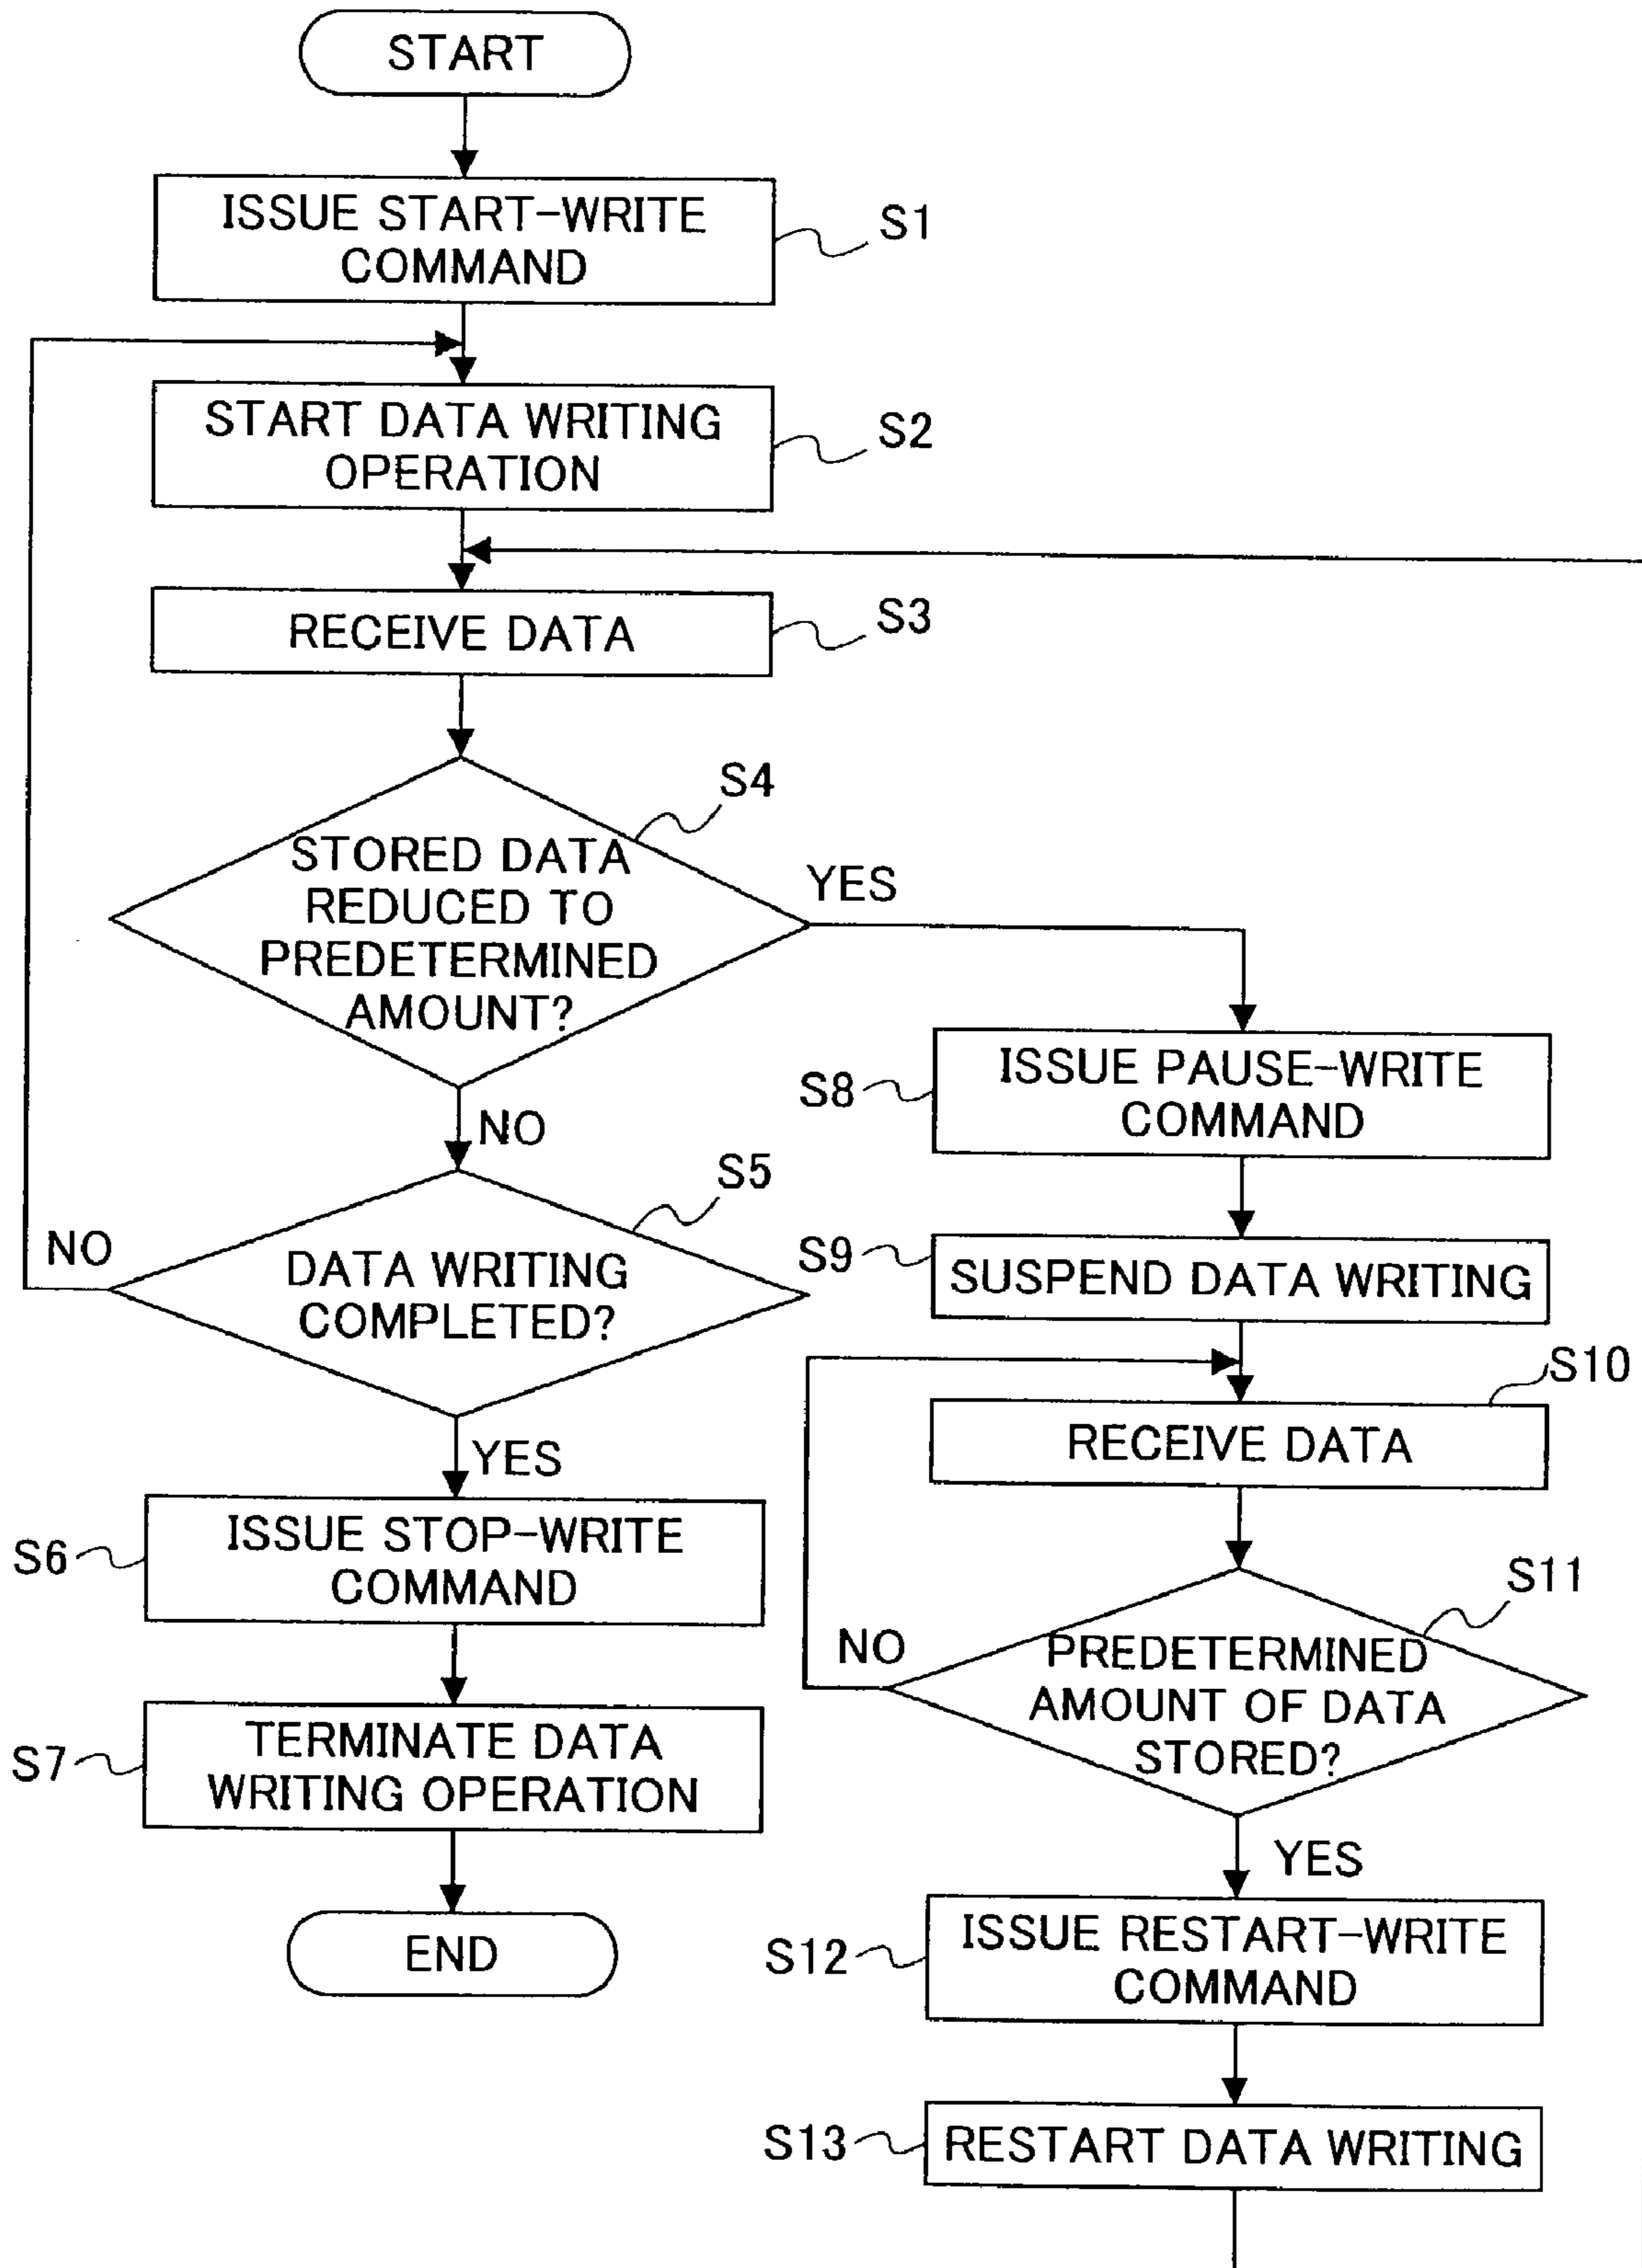 START
ISSUE START-WRITE
COMMAND
S1
START DATA WRITING
OPERATION
S2
RECEIVE DATA
S3
STORED DATA
REDUCED TO
PREDETERMINED
AMOUNT?
S4
YES
NO
DATA WRITING
COMPLETED?
S5
NO
YES
ISSUE STOP-WRITE
COMMAND
S6
TERMINATE DATA
WRITING OPERATION
S7
END
ISSUE PAUSE-WRITE
COMMAND
S8
SUSPEND DATA WRITING
S9
RECEIVE DATA
S10
PREDETERMINED
AMOUNT OF DATA
STORED?
S11
NO
YES
ISSUE RESTART-WRITE
COMMAND
S12
RESTART DATA WRITING
S13